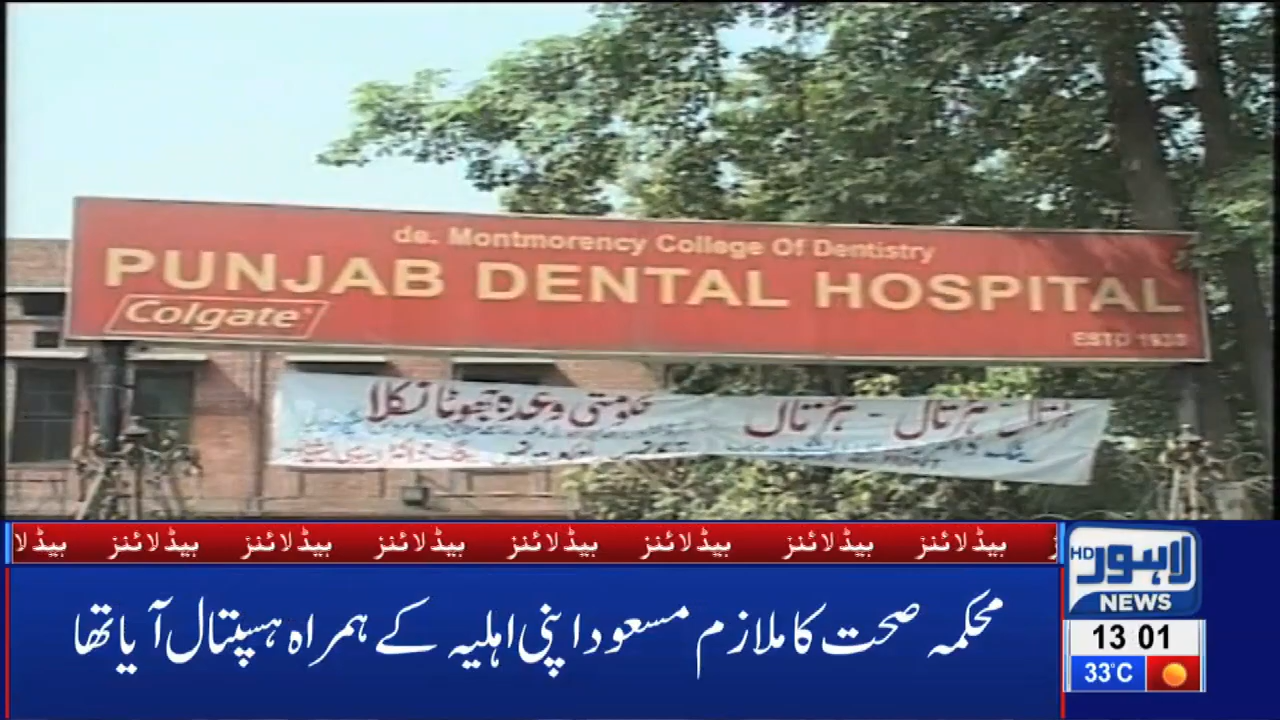 de. Montmorency College Of Dentistry
PUNJAB DENTAL HOSPITAL
Colgate
ESTD
ہڑتال - ہڑتال - ہڑتال
حکومتی وعدہ جھوٹا نکلا
ہیڈلائنز ہیڈلائنز ہیڈلائنز ہیڈلائنز ہیڈلائنز ہیڈلائنز ہیڈلائنز ہیڈلا
محکمہ صحت کا ملازم مسعود اپنی اہلیہ کے ہمراہ ہسپتال آیا تھا
لاہور HD
NEWS
13 01
33°C